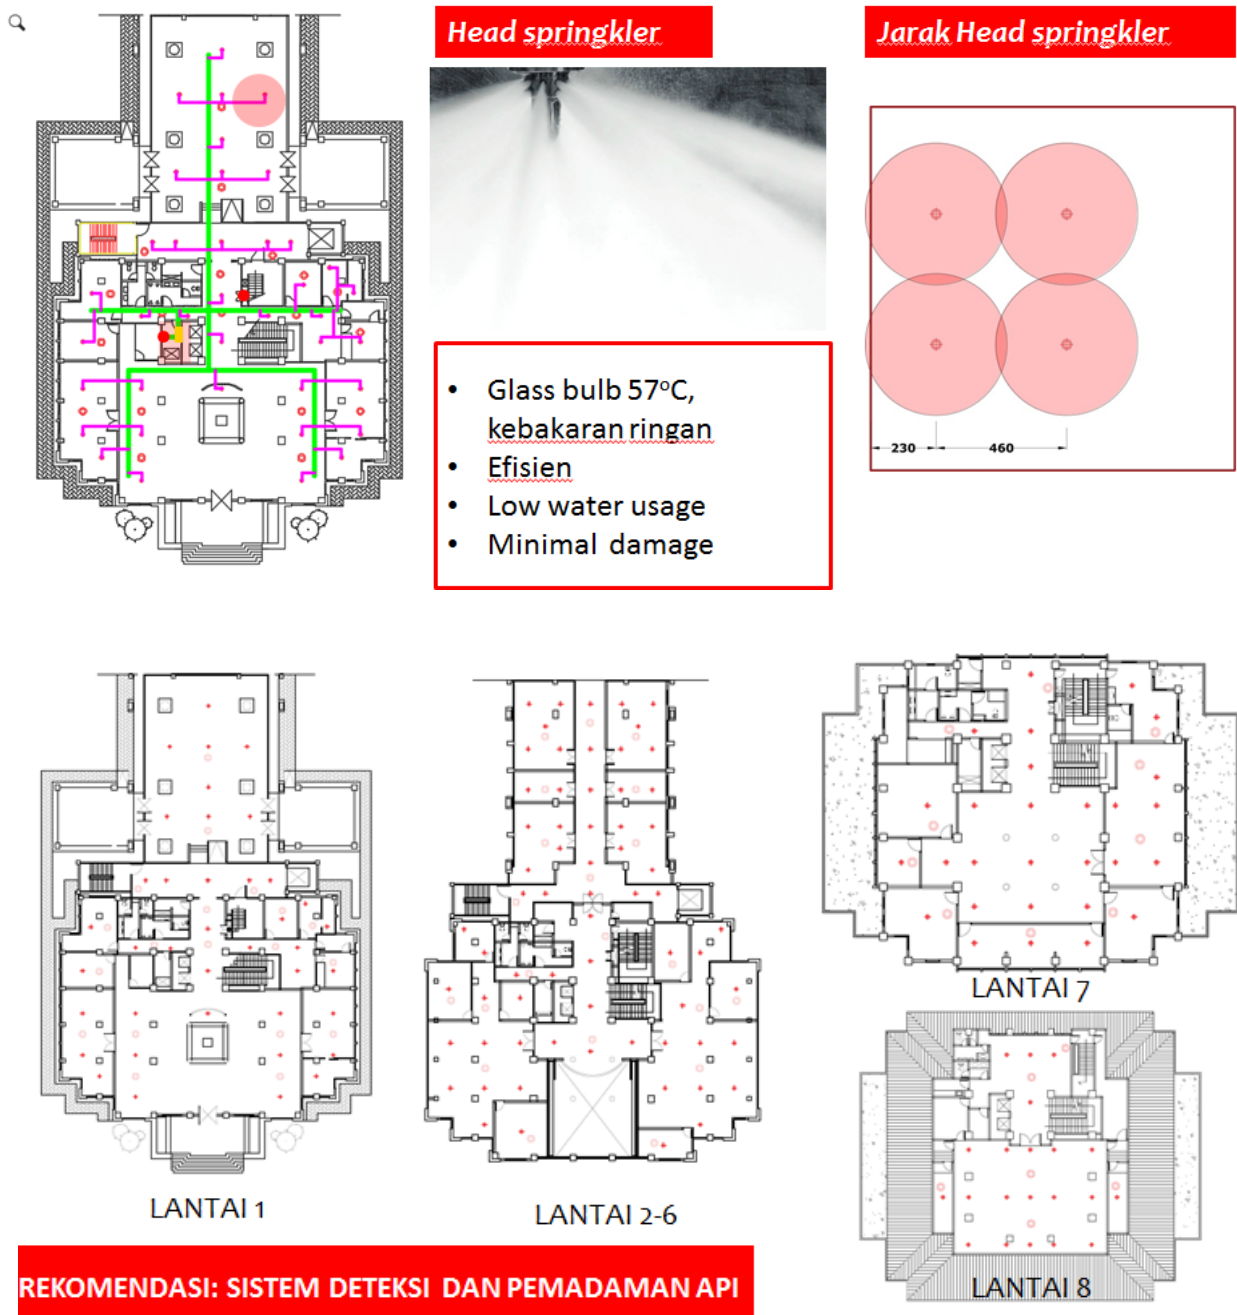 Head springkler
Jarak Head springkler
• Glass bulb 57°C,
kebakaran ringan
• Efisien
• Low water usage
• Minimal damage
230
460
LANTAI 1
LANTAI 2-6
LANTAI 7
LANTAI 8
REKOMENDASI: SISTEM DETEKSI DAN PEMADAMAN API